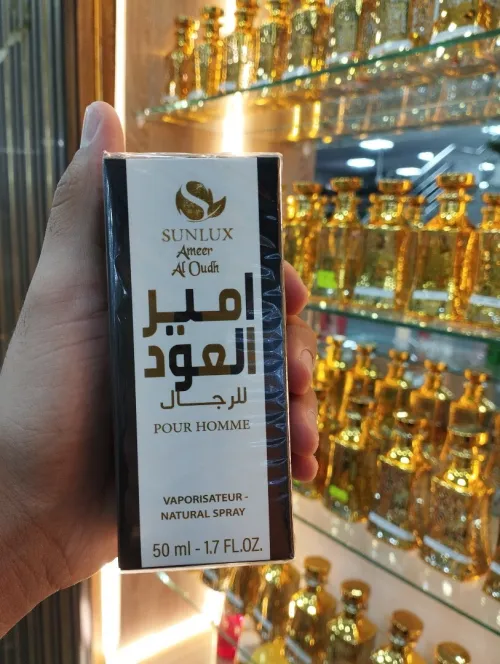 SUNLUX
Ameer
Al Oudh
امير
العود
للرجال
POUR HOMME
VAPORISATEUR -
NATURAL SPRAY
50 ml - 1.7 FL.OZ.